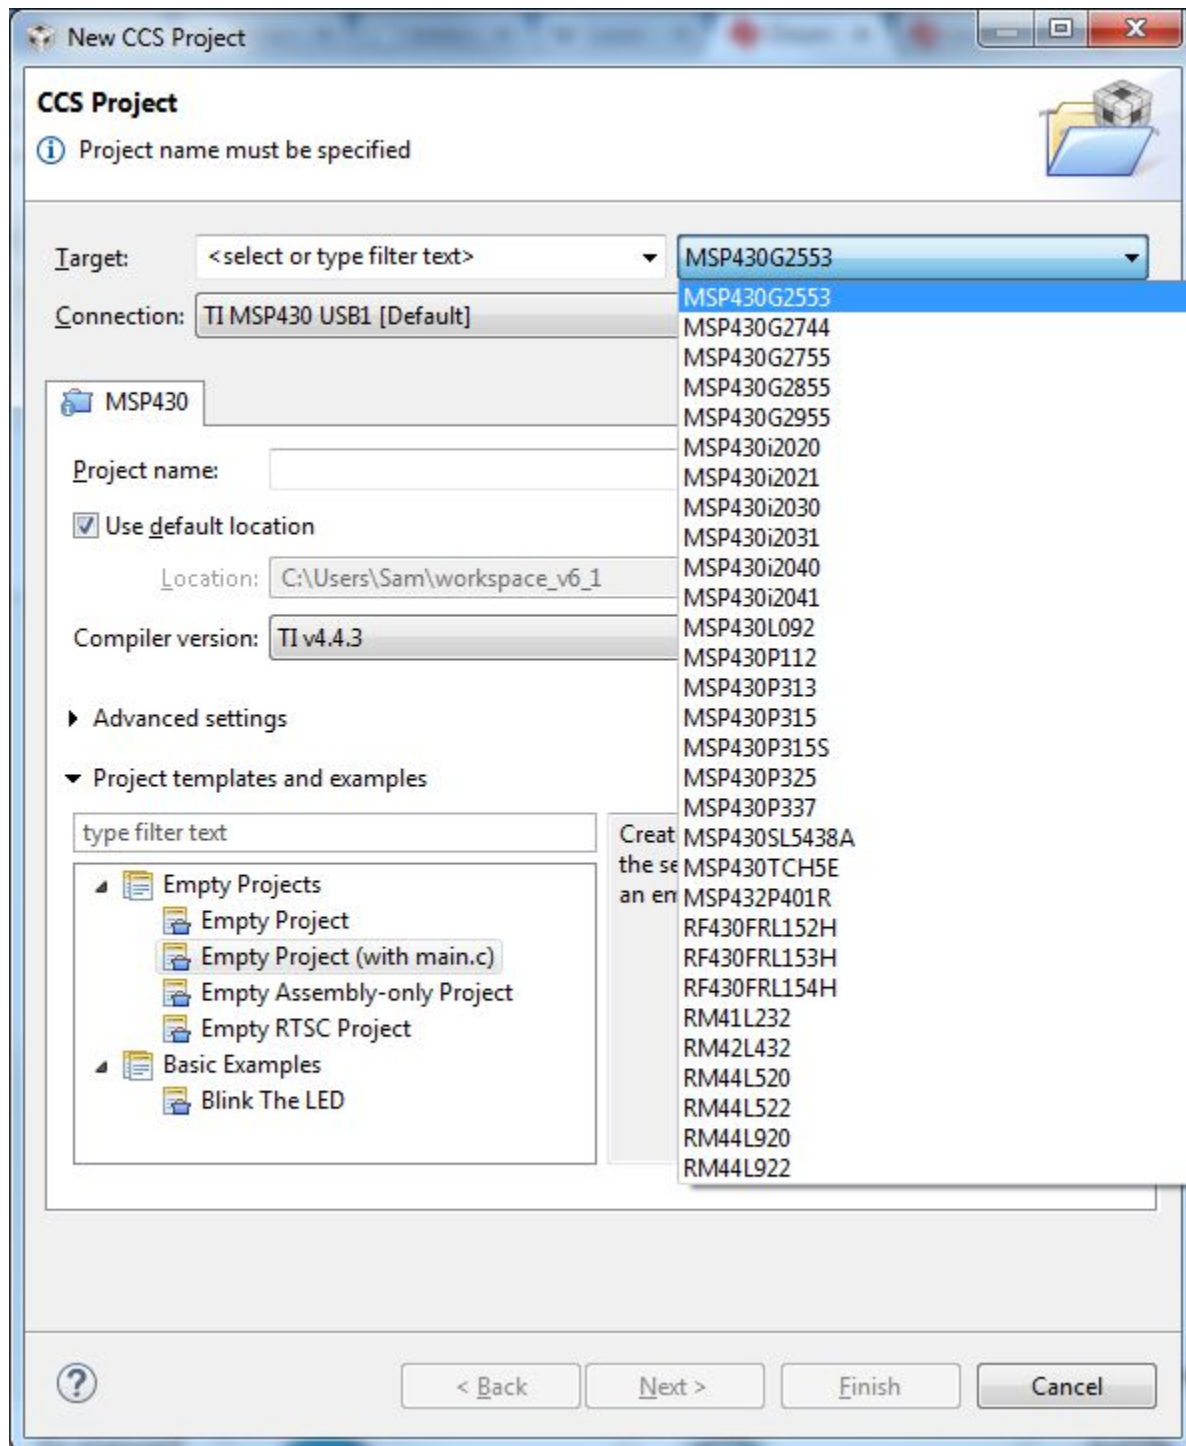 New CCS Project
CCS Project
Project name must be specified
Target: <select or type filter text> MSP430G2553
Connection: TI MSP430 USB1 [Default]
MSP430G2553
MSP430G2744
MSP430G2755
MSP430G2855
MSP430G2955
MSP430i2020
MSP430i2021
MSP430i2030
MSP430i2031
MSP430i2040
MSP430i2041
MSP430L092
MSP430P112
MSP430P313
MSP430P315
MSP430P315S
MSP430P325
MSP430P337
MSP430SL5438A
MSP430TCH5E
MSP432P401R
RF430FRL152H
RF430FRL153H
RF430FRL154H
RM41L232
RM42L432
RM44L520
RM44L522
RM44L920
RM44L922
MSP430
Project name:
Use default location
Location: C:\Users\Sam\workspace_v6_1
Compiler version: TI v4.4.3
Advanced settings
Project templates and examples
type filter text
Empty Projects
Empty Project
Empty Project (with main.c)
Empty Assembly-only Project
Empty RTSC Project
Basic Examples
Blink The LED
Creat
the se
an em
< Back Next > Finish Cancel